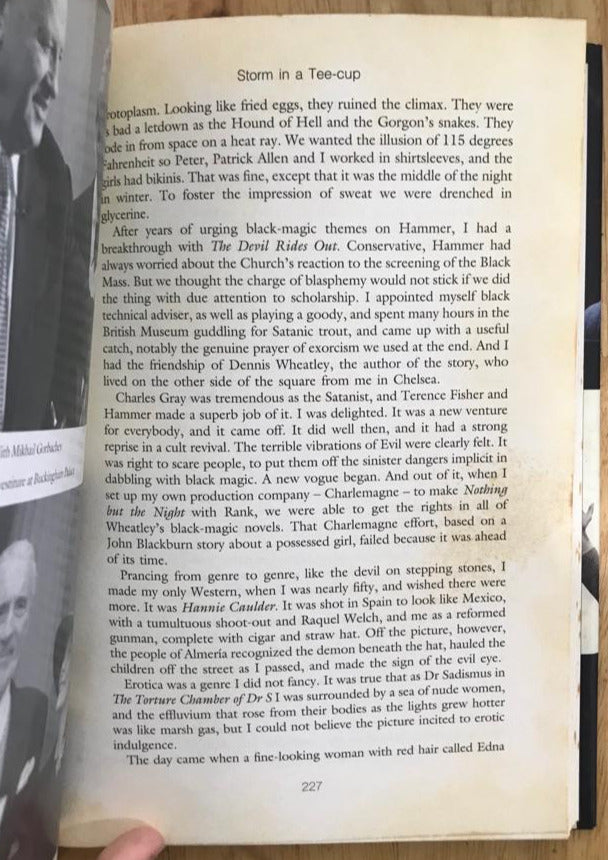 Storm in a Tee-cup
rotoplasm. Looking like fried eggs, they ruined the climax. They were
s bad a letdown as the Hound of Hell and the Gorgon's snakes. They
ode in from space on a heat ray. We wanted the illusion of 115 degrees
Fahrenheit so Peter, Patrick Allen and I worked in shirtsleeves, and the
girls had bikinis. That was fine, except that it was the middle of the night
in winter. To foster the impression of sweat we were drenched in
glycerine.
After years of urging black-magic themes on Hammer, I had a
breakthrough with The Devil Rides Out. Conservative, Hammer had
always worried about the Church's reaction to the screening of the Black
Mass. But we thought the charge of blasphemy would not stick if we did
the thing with due attention to scholarship. I appointed myself black
technical adviser, as well as playing a goody, and spent many hours in the
British Museum guddling for Satanic trout, and came up with a useful
catch, notably the genuine prayer of exorcism we used at the end. And I
had the friendship of Dennis Wheatley, the author of the story, who
lived on the other side of the square from me in Chelsea.
Charles Gray was tremendous as the Satanist, and Terence Fisher and
Hammer made a superb job of it. I was delighted. It was a new venture
for everybody, and it came off. It did well then, and it had a strong
reprise in a cult revival. The terrible vibrations of Evil were clearly felt. It
was right to scare people, to put them off the sinister dangers implicit in
dabbling with black magic. A new vogue began. And out of it, when I
set up my own production company – Charlemagne – to make Nothing
but the Night with Rank, we were able to get the rights in all of
Wheatley's black-magic novels. That Charlemagne effort, based on a
John Blackburn story about a possessed girl, failed because it was ahead
of its time.
Prancing from genre to genre, like the devil on stepping stones, I
made my only Western, when I was nearly fifty, and wished there were
more. It was Hannie Caulder. It was shot in Spain to look like Mexico,
with a tumultuous shoot-out and Raquel Welch, and me as a reformed
gunman, complete with cigar and straw hat. Off the picture, however,
the people of Almería recognized the demon beneath the hat, hauled the
children off the street as I passed, and made the sign of the evil eye.
Erotica was a genre I did not fancy. It was true that as Dr Sadismus in
The Torture Chamber of Dr S I was surrounded by a sea of nude women,
and the effluvium that rose from their bodies as the lights grew hotter
was like marsh gas, but I could not believe the picture incited to erotic
indulgence.
The day came when a fine-looking woman with red hair called Edna
227
ith Mikhail Gorbachev
vestiture at Buckingham Palace